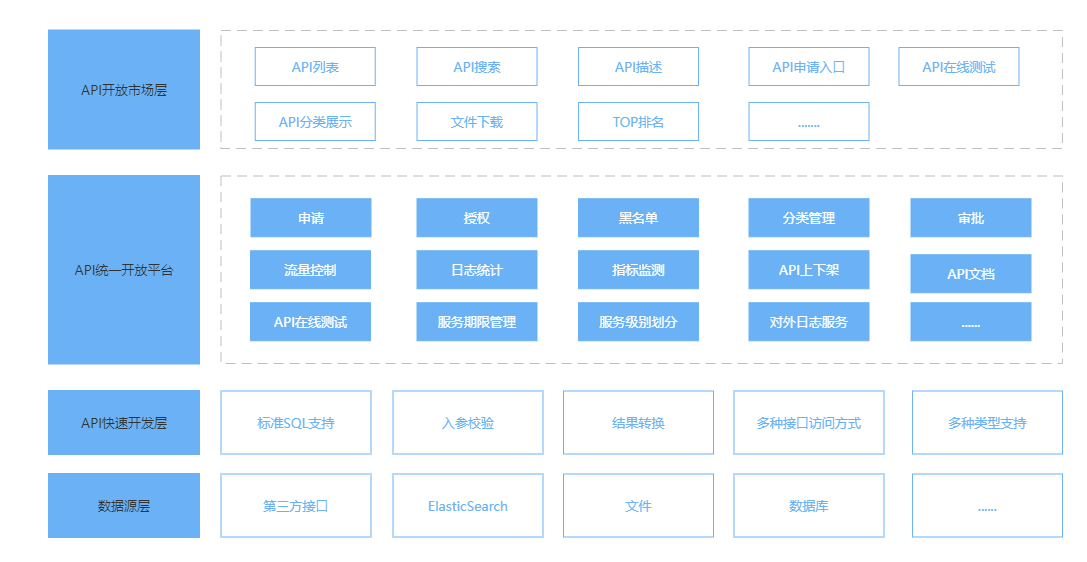 API开放市场层
API列表
API搜索
API描述
API申请入口
API在线测试
API分类展示
文件下载
TOP排名
.......
API统一开放平台
申请
授权
黑名单
分类管理
审批
流量控制
日志统计
指标监测
API上下架
API文档
API在线测试
服务期限管理
服务级别划分
对外日志服务
......
API快速开发层
标准SQL支持
入参校验
结果转换
多种接口访问方式
多种类型支持
数据源层
第三方接口
ElasticSearch
文件
数据库
......